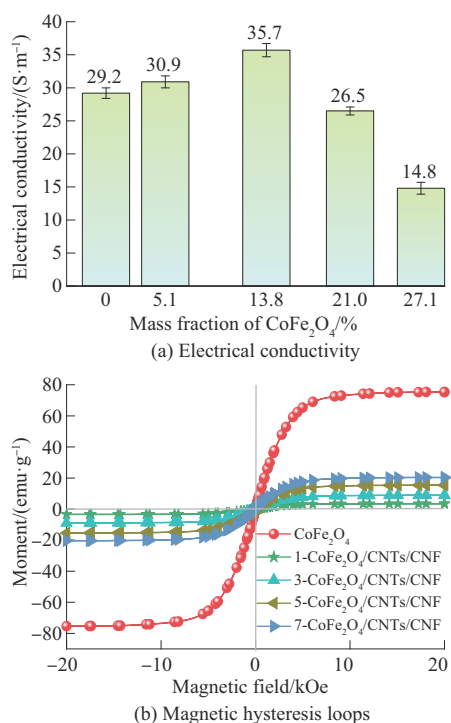 40
35
30
25
20
15
10
5
0
Electrical conductivity/(S·m⁻¹)
29.2
30.9
35.7
26.5
14.8
0 5.1 13.8 21.0 27.1
Mass fraction of CoFe₂O₄/%
(a) Electrical conductivity
80
60
40
20
0
−20
−40
−60
−80
Moment/(emu·g⁻¹)
CoFe₂O₄
1-CoFe₂O₄/CNTs/CNF
3-CoFe₂O₄/CNTs/CNF
5-CoFe₂O₄/CNTs/CNF
7-CoFe₂O₄/CNTs/CNF
−20 −10 0 10 20
Magnetic field/kOe
(b) Magnetic hysteresis loops